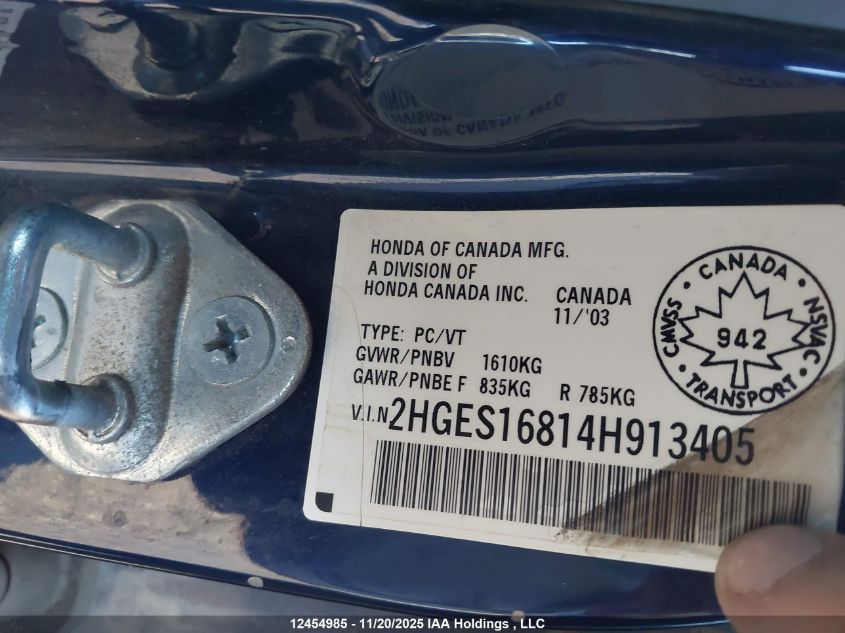 HONDA OF CANADA MFG.
A DIVISION OF
HONDA CANADA INC. CANADA
11/'03
TYPE: PC/VT
GVWR/PNBV 1610KG
GAWR/PNBE F 835KG R 785KG
V.I.N. 2HGES16814H913405
CANADA
CMVSS
NSVAC
942
TRANSPORT
12454985 - 11/20/2025 IAA Holdings , LLC